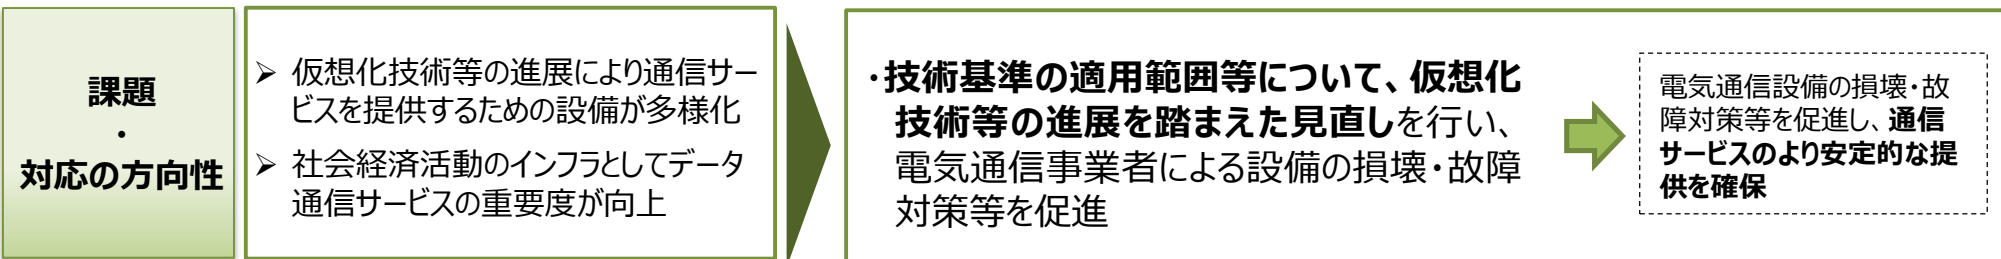 課題
・
対応の方向性
➢ 仮想化技術等の進展により通信サー
ビスを提供するための設備が多様化
➢ 社会経済活動のインフラとしてデータ
通信サービスの重要度が向上
・技術基準の適用範囲等について、仮想化
技術等の進展を踏まえた見直しを行い、
電気通信事業者による設備の損壊・故障
対策等を促進
電気通信設備の損壊・故
障対策等を促進し、通信
サービスのより安定的な提
供を確保